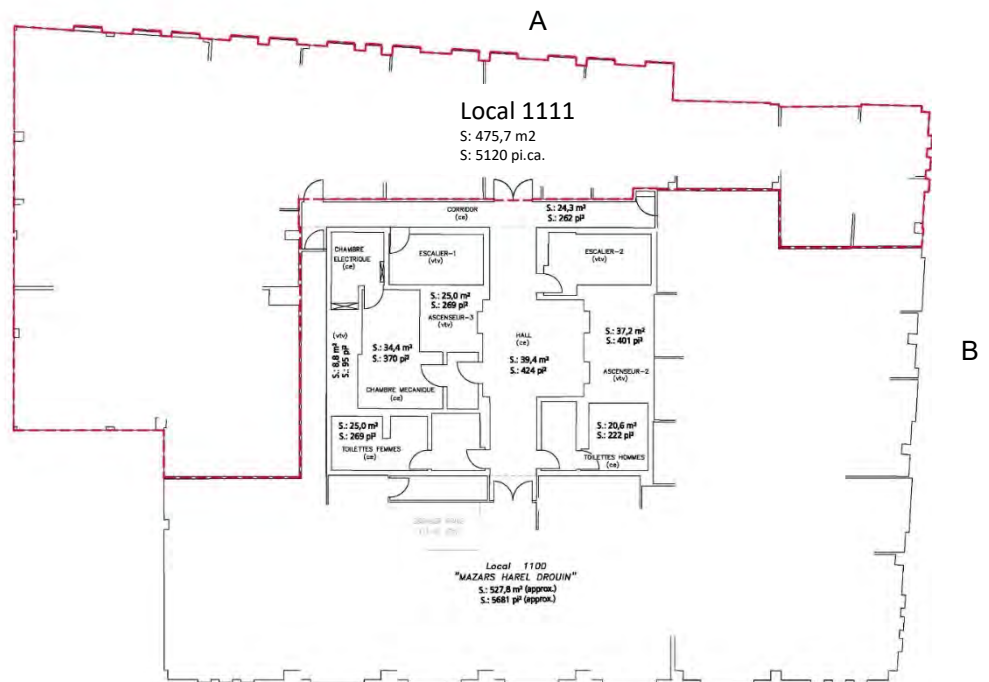 A
Local 1111
S: 475,7 m2
S: 5120 pi.ca.
CORRIDOR
(ce)
S.: 24,3 m²
S.: 262 pi²
CHAMBRE
ELECTRIQUE
(ce)
ESCALIER-1
(vtv)
ESCALIER-2
(vtv)
S.: 25,0 m²
S.: 269 pi²
ASCENSEUR-3
(vtv)
(vtv)
S.: 8,8 m²
S.: 95 pi²
S.: 34,4 m²
S.: 370 pi²
CHAMBRE MECANIQUE
(ce)
HALL
(ce)
S.: 39,4 m²
S.: 424 pi²
S.: 37,2 m²
S.: 401 pi²
ASCENSEUR-2
(vtv)
B
S.: 25,0 m²
S.: 269 pi²
TOILETTES FEMMES
(ce)
S.: 20,6 m²
S.: 222 pi²
TOILETTES HOMMES
(ce)
Local 1100
"MAZARS HAREL DROUIN"
S.: 527,8 m² (approx.)
S.: 5681 pi² (approx.)